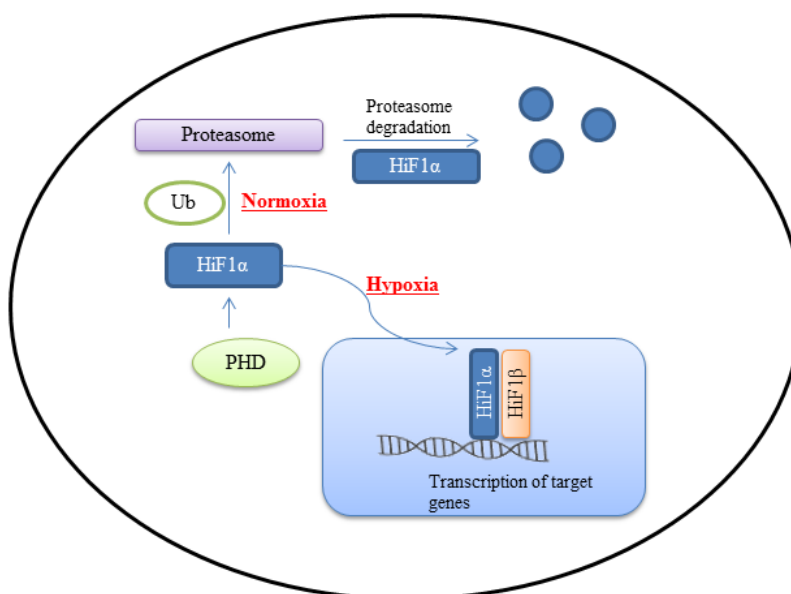 Proteasome
Proteasome
degradation
HiF1α
Ub
Normoxia
HiF1α
Hypoxia
PHD
HiF1α
HiF1β
Transcription of target
genes